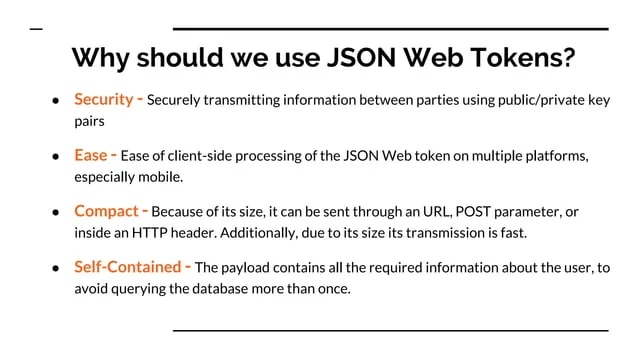 Why should we use JSON Web Tokens?
● Security - Securely transmitting information between parties using public/private key
pairs
● Ease - Ease of client-side processing of the JSON Web token on multiple platforms,
especially mobile.
● Compact - Because of its size, it can be sent through an URL, POST parameter, or
inside an HTTP header. Additionally, due to its size its transmission is fast.
● Self-Contained - The payload contains all the required information about the user, to
avoid querying the database more than once.